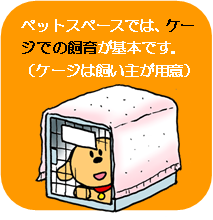 ペットスペースでは、ケー
ジでの飼育が基本です。
（ケージは飼い主が用意）